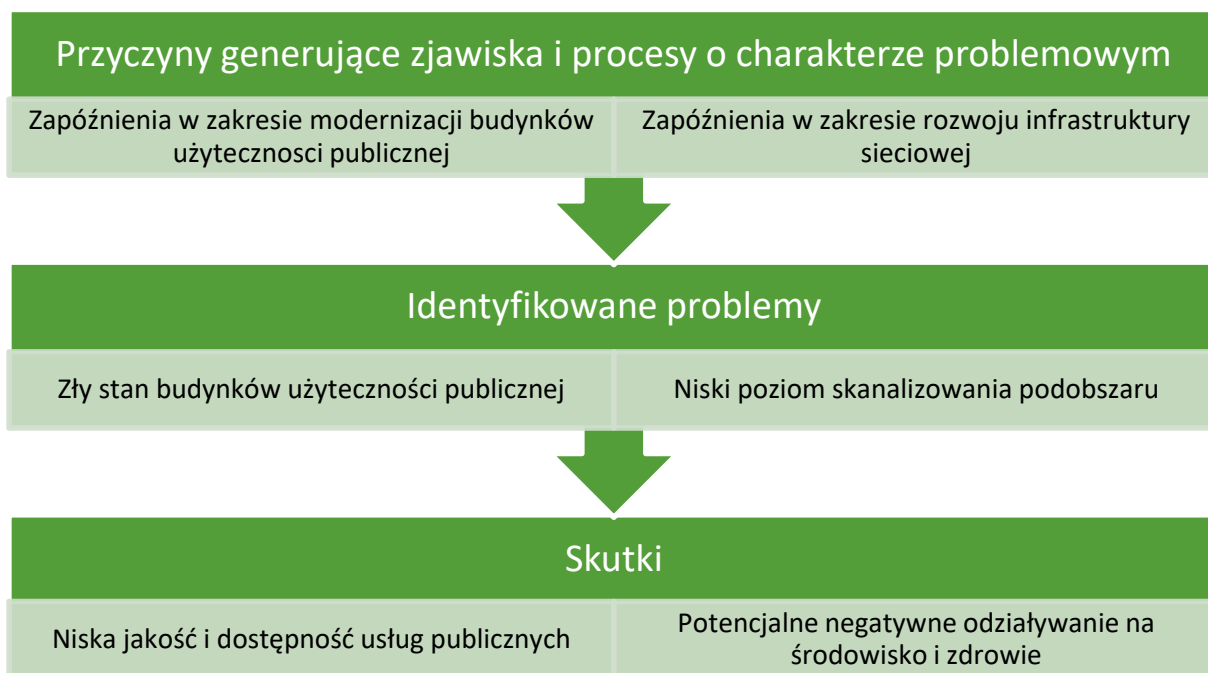 Przyczyny generujące zjawiska i procesy o charakterze problemowym
Zapóźnienia w zakresie modernizacji budynków
użytecznosci publicznej
Zapóźnienia w zakresie rozwoju infrastruktury
sieciowej
Identyfikowane problemy
Zły stan budynków użyteczności publicznej
Niski poziom skanalizowania podobszaru
Skutki
Niska jakość i dostępność usług publicznych
Potencjalne negatywne odziaływanie na
środowisko i zdrowie